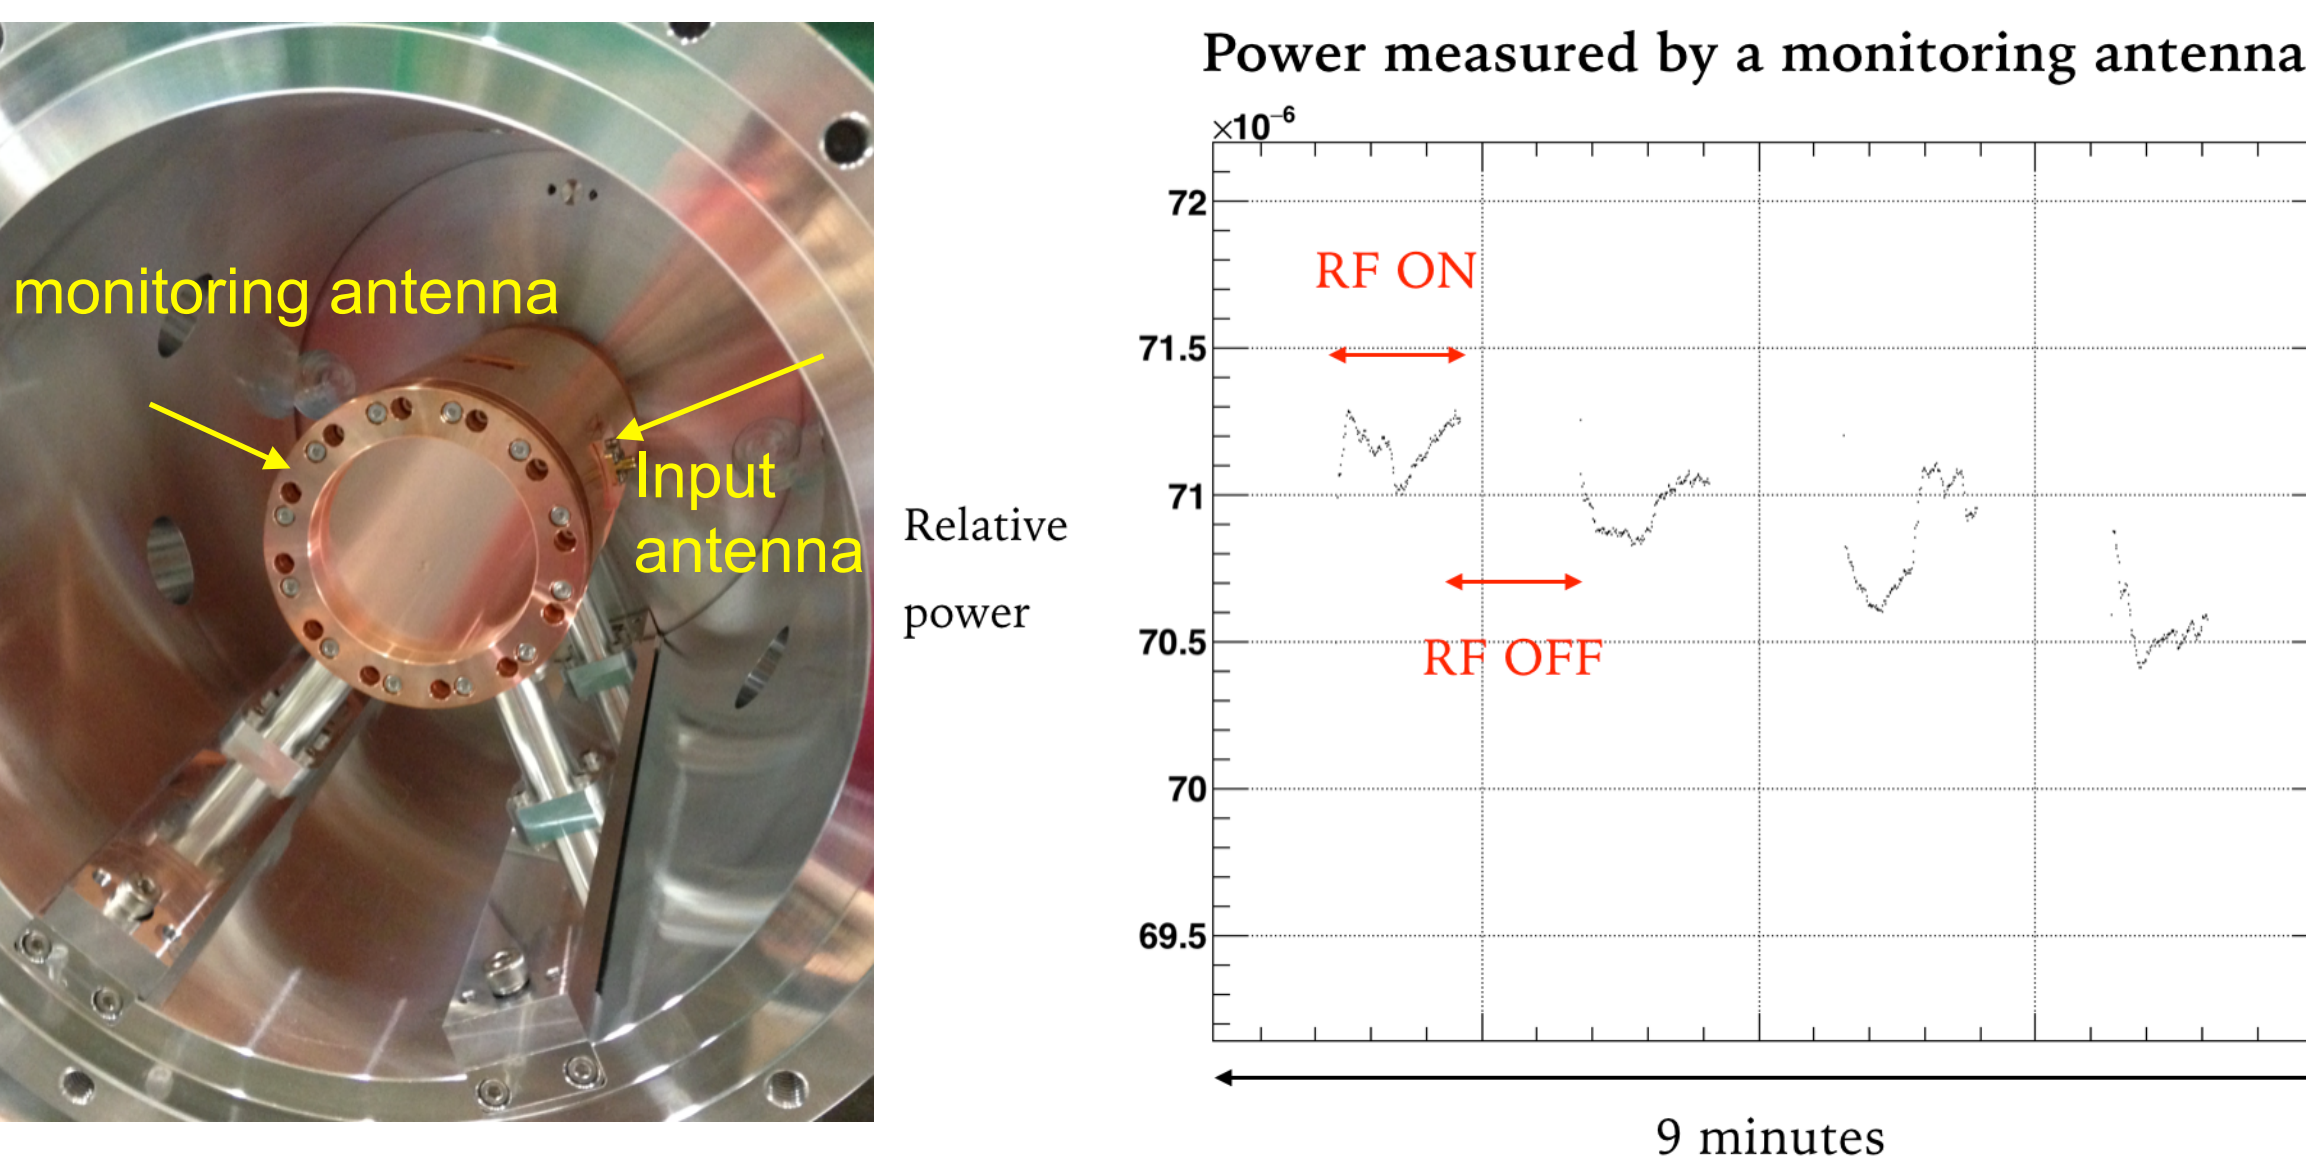 monitoring antenna
Input
antenna
Power measured by a monitoring antenna
×10⁻⁶
72
71.5
71
70.5
70
69.5
RF ON
RF OFF
Relative
power
9 minutes